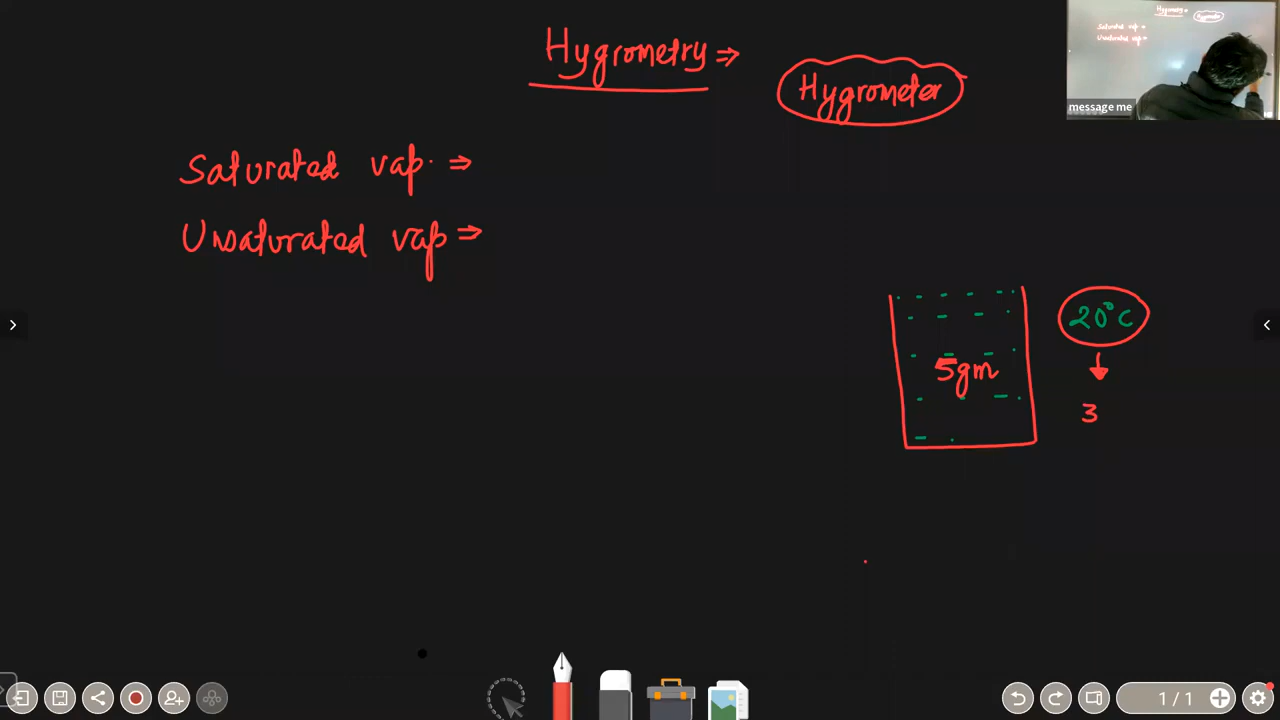 Hygrometry ⇒
Hygrometer
Saturated vap. ⇒
Unsaturated vap ⇒
20°C
5gm
3
message me
1/1